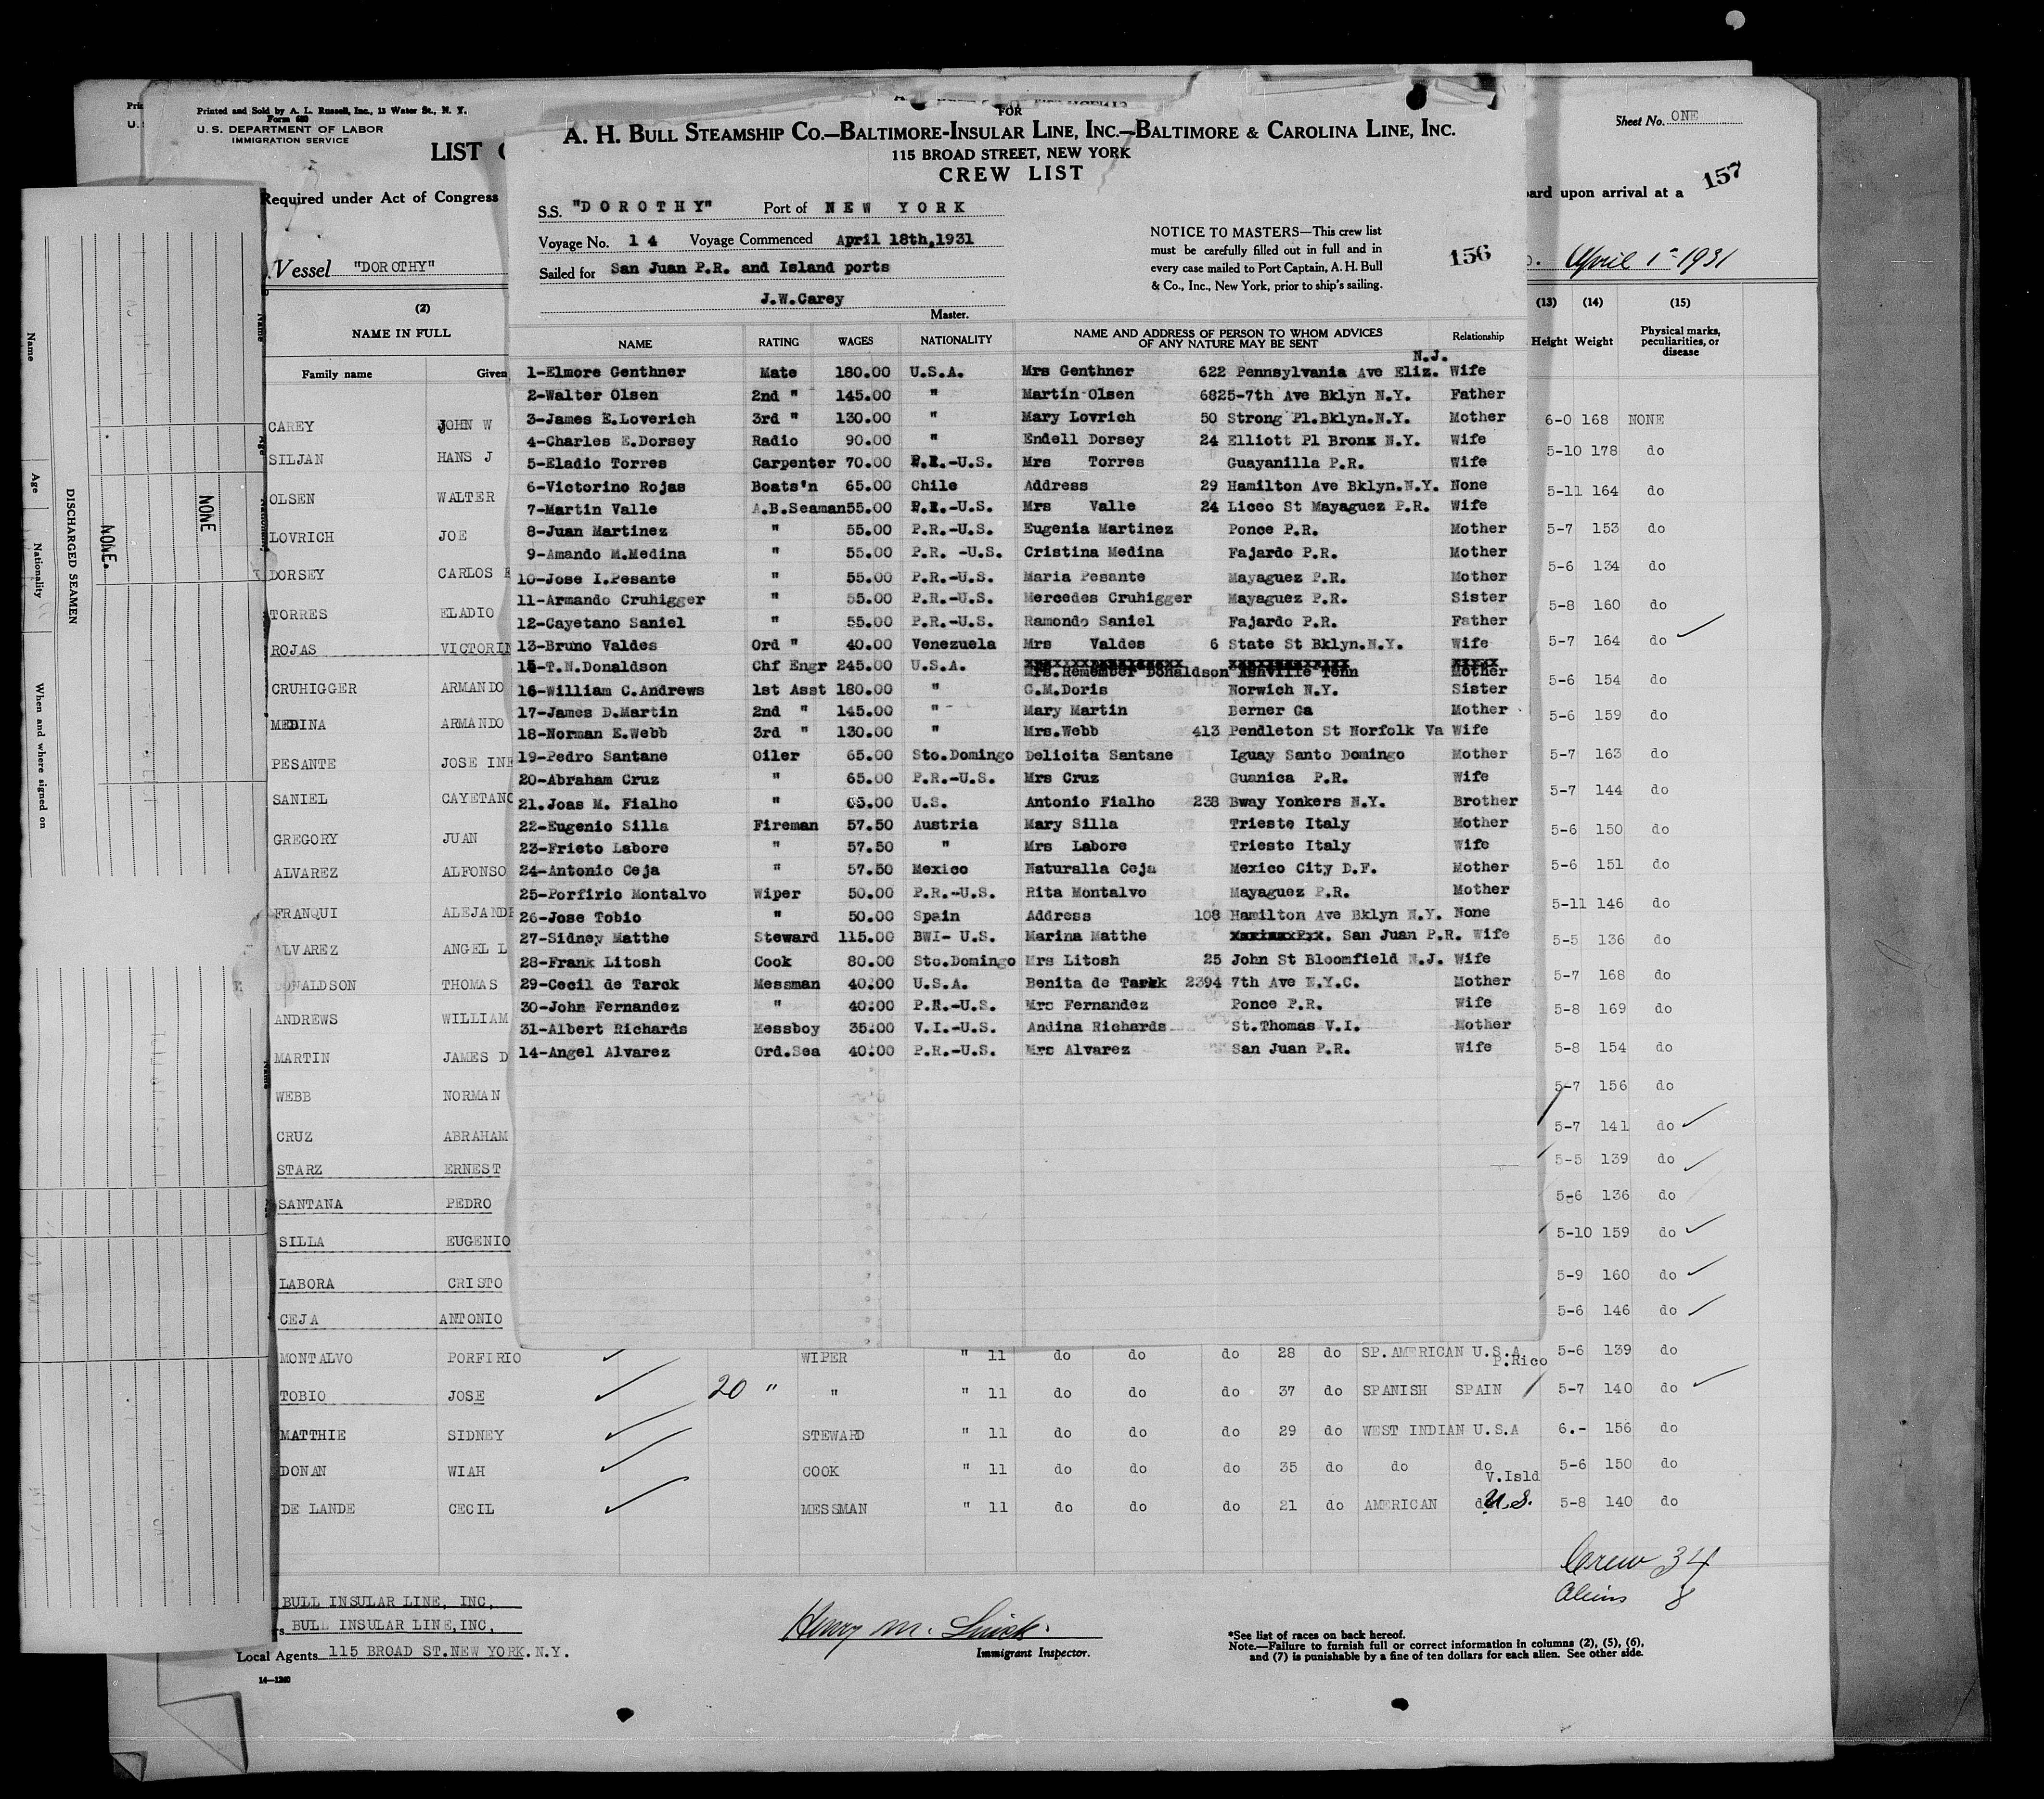 Printed and Sold by A. L. Russell, Inc., 13 Water St., N. Y.
Form 680
U. S. DEPARTMENT OF LABOR
IMMIGRATION SERVICE
LIST
Required under Act of Congress
Vessel "DOROTHY"
(2)
NAME IN FULL
Family name Given
CAREY JOHN W
SILJAN HANS J
OLSEN WALTER
LOVRICH JOE
DORSEY CARLOS E
TORRES ELADIO
ROJAS VICTORIN
CRUHIGGER ARMANDO
MEDINA ARMANDO
PESANTE JOSE INE
SANIEL CAYETANO
GREGORY JUAN
ALVAREZ ALFONSO
FRANQUI ALEJANDR
ALVAREZ ANGEL L
DONALDSON THOMAS
ANDREWS WILLIAM
MARTIN JAMES D
WEBB NORMAN
CRUZ ABRAHAM
STARZ ERNEST
SANTANA PEDRO
SILLA EUGENIO
LABORA CRISTO
CEJA ANTONIO
FOR
A. H. BULL STEAMSHIP CO.—BALTIMORE-INSULAR LINE, INC.—BALTIMORE & CAROLINA LINE, INC.
115 BROAD STREET, NEW YORK
CREW LIST
S.S. "DOROTHY" Port of NEW YORK
Voyage No. 14 Voyage Commenced April 18th,1931
Sailed for San Juan P.R. and Island ports
J.W.Carey
Master.
NOTICE TO MASTERS—This crew list
must be carefully filled out in full and in
every case mailed to Port Captain, A. H. Bull
& Co., Inc., New York, prior to ship's sailing.
156
NAME RATING WAGES NATIONALITY NAME AND ADDRESS OF PERSON TO WHOM ADVICES OF ANY NATURE MAY BE SENT Relationship
N.J.
1-Elmore Genthner Mate 180.00 U.S.A. Mrs Genthner 622 Pennsylvania Ave Eliz. Wife
2-Walter Olsen 2nd " 145.00 " Martin Olsen 6825-7th Ave Bklyn N.Y. Father
3-James E.Loverich 3rd " 130.00 " Mary Lovrich 50 Strong Pl.Bklyn.N.Y. Mother
4-Charles E.Dorsey Radio 90.00 " Endell Dorsey 24 Elliott Pl Bronx N.Y. Wife
5-Eladio Torres Carpenter 70.00 P.R.-U.S. Mrs Torres Guayanilla P.R. Wife
6-Victorino Rojas Boats'n 65.00 Chile Address 29 Hamilton Ave Bklyn.N.Y. None
7-Martin Valle A.B.Seaman 55.00 P.R.-U.S. Mrs Valle 24 Liceo St Mayaguez P.R. Wife
8-Juan Martinez " 55.00 P.R.-U.S. Eugenia Martinez Ponce P.R. Mother
9-Amando M.Medina " 55.00 P.R. -U.S. Cristina Medina Fajardo P.R. Mother
10-Jose I.Pesante " 55.00 P.R.-U.S. Maria Pesante Mayaguez P.R. Mother
11-Armando Cruhigger " 55.00 P.R.-U.S. Mercedes Cruhigger Mayaguez P.R. Sister
12-Cayetano Saniel " 55.00 P.R.-U.S. Ramondo Saniel Fajardo P.R. Father
13-Bruno Valdes Ord " 40.00 Venezuela Mrs Valdes 6 State St Bklyn.N.Y. Wife
15-T.N.Donaldson Chf Engr 245.00 U.S.A. Mrs.Remember Donaldson Ashville Tenn Mother
16-William C.Andrews 1st Asst 180.00 " C.M.Doris Norwich N.Y. Sister
17-James D.Martin 2nd " 145.00 " Mary Martin Berner Ga Mother
18-Norman E.Webb 3rd " 130.00 " Mrs.Webb 413 Pendleton St Norfolk Va Wife
19-Pedro Santane Oiler 65.00 Sto.Domingo Delicita Santane Iguay Santo Domingo Mother
20-Abraham Cruz " 65.00 P.R.-U.S. Mrs Cruz Guanica P.R. Wife
21.Joas M. Fialho " 65.00 U.S. Antonio Fialho 238 Bway Yonkers N.Y. Brother
22-Eugenio Silla Fireman 57.50 Austria Mary Silla Trieste Italy Mother
23-Frieto Labore " 57.50 " Mrs Labore Trieste Italy Wife
24-Antonio Ceja " 57.50 Mexico Naturalla Ceja Mexico City D.F. Mother
25-Porfirio Montalvo Wiper 50.00 P.R.-U.S. Rita Montalvo Mayaguez P.R. Mother
26-Jose Tobio " 50.00 Spain Address 108 Hamilton Ave Bklyn N.Y. None
27-Sidney Matthe Steward 115.00 BWI- U.S. Marina Matthe San Juan P.R. Wife
28-Frank Litosh Cook 80.00 Sto.Domingo Mrs Litosh 25 John St Bloomfield N.J. Wife
29-Cecil de Tarck Messman 40.00 U.S.A. Benita de Tarkk 2394 7th Ave N.Y.C. Mother
30-John Fernandez " 40.00 P.R.-U.S. Mrs Fernandez Ponce P.R. Wife
31-Albert Richards Messboy 35.00 V.I.-U.S. Andina Richards St.Thomas V.I. Mother
14-Angel Alvarez Ord.Sea 40.00 P.R.-U.S. Mrs Alvarez San Juan P.R. Wife
Sheet No. ONE
157
ard upon arrival at a
April 1st 1931
(13) (14) (15)
Height Weight Physical marks, peculiarities, or disease
6-0 168 NONE
5-10 178 do
5-11 164 do
5-7 153 do
5-6 134 do
5-8 160 do
5-7 164 do
5-6 154 do
5-6 159 do
5-7 163 do
5-7 144 do
5-6 150 do
5-6 151 do
5-11 146 do
5-5 136 do
5-7 168 do
5-8 169 do
5-8 154 do
5-7 156 do
5-7 141 do
5-5 139 do
5-6 136 do
5-10 159 do
5-9 160 do
5-6 146 do
MONTALVO PORFIRIO WIPER " 11 do do do 28 do SP.AMERICAN U.S.A P.Rico 5-6 139 do
TOBIO JOSE 20 " " " 11 do do do 37 do SPANISH SPAIN 5-7 140 do
MATTHIE SIDNEY STEWARD " 11 do do do 29 do WEST INDIAN U.S.A 6.- 156 do
DONAN WIAH COOK " 11 do do do 35 do do do V.Isld 5-6 150 do
DE LANDE CECIL MESSMAN " 11 do do do 21 do AMERICAN do U.S. 5-8 140 do
Crew 34
Aliens 8
BULL INSULAR LINE, INC,
BULL INSULAR LINE,INC,
Local Agents 115 BROAD ST.NEW YORK.N.Y.
14—1240
Henry M.
Immigrant Inspector.
*See list of races on back hereof.
Note.—Failure to furnish full or correct information in columns (2), (5), (6),
and (7) is punishable by a fine of ten dollars for each alien. See other side.
Name
Age
Nationality
When and where signed on
DISCHARGED SEAMEN
NONE.
NONE